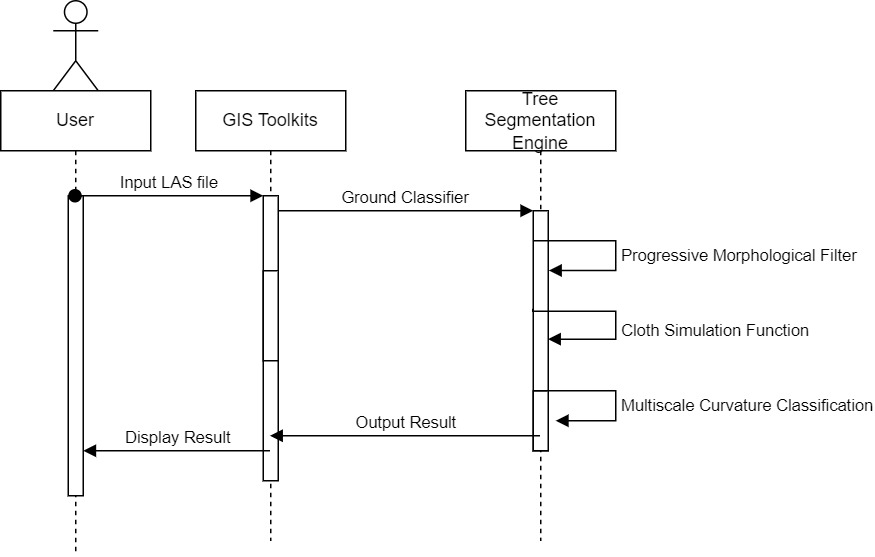 User
GIS Toolkits
Tree
Segmentation
Engine
Input LAS file
Ground Classifier
Progressive Morphological Filter
Cloth Simulation Function
Multiscale Curvature Classification
Output Result
Display Result